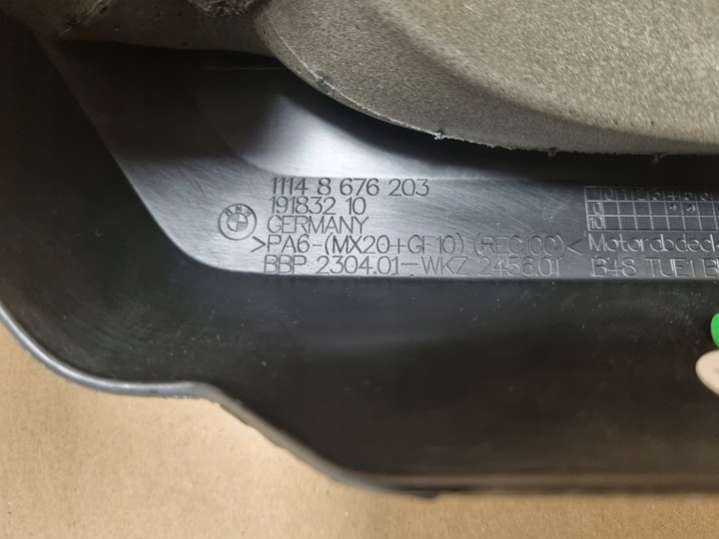 1114 8 676 203
191832 10
GERMANY
>PA6-(MX20+GF10) (REC100)<
BBP 2304.01-WKZ 2456.01
Motorabdeck
B48 TUE1